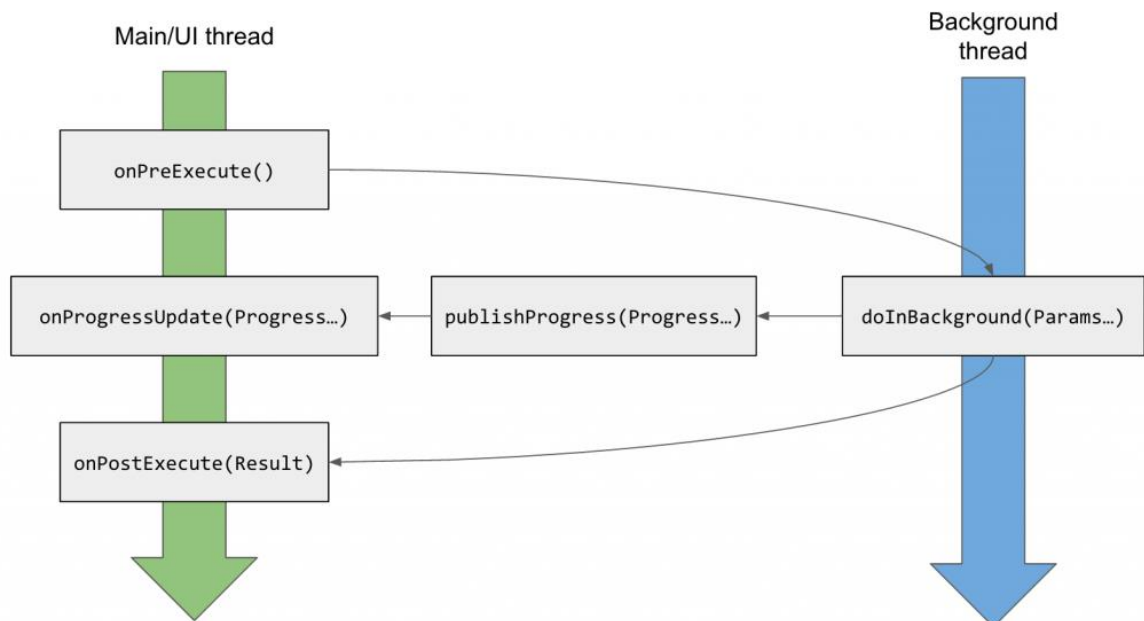 Main/UI thread
Background
thread
onPreExecute()
onProgressUpdate(Progress…)
publishProgress(Progress…)
doInBackground(Params…)
onPostExecute(Result)